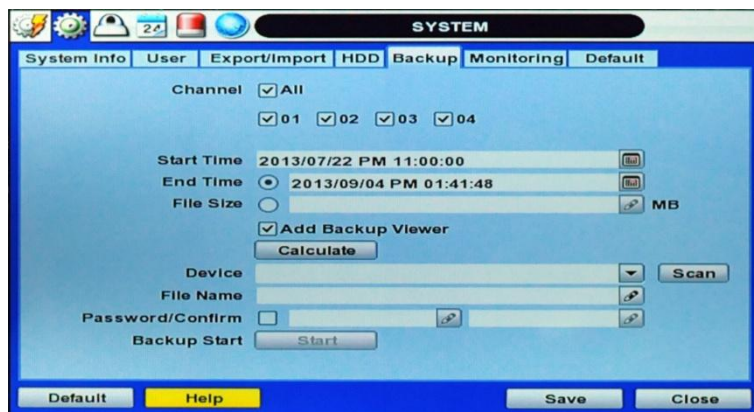 24
SYSTEM
System Info User Export/Import HDD Backup Monitoring Default
Channel All
01 02 03 04
Start Time 2013/07/22 PM 11:00:00
End Time 2013/09/04 PM 01:41:48
File Size MB
Add Backup Viewer
Calculate
Device Scan
File Name
Password/Confirm
Backup Start Start
Default Help Save Close